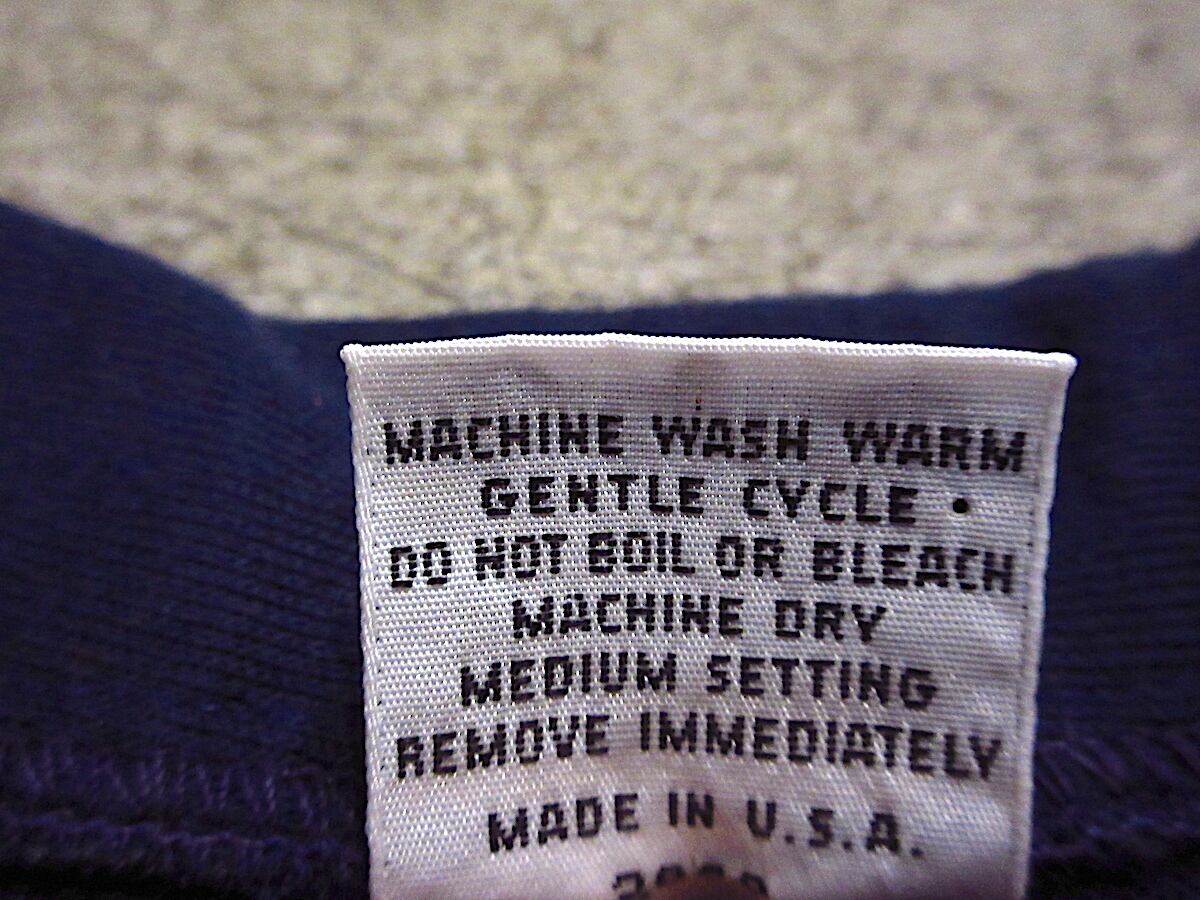 MACHINE WASH WARM
GENTLE CYCLE •
DO NOT BOIL OR BLEACH
MACHINE DRY
MEDIUM SETTING
REMOVE IMMEDIATELY
MADE IN U.S.A.